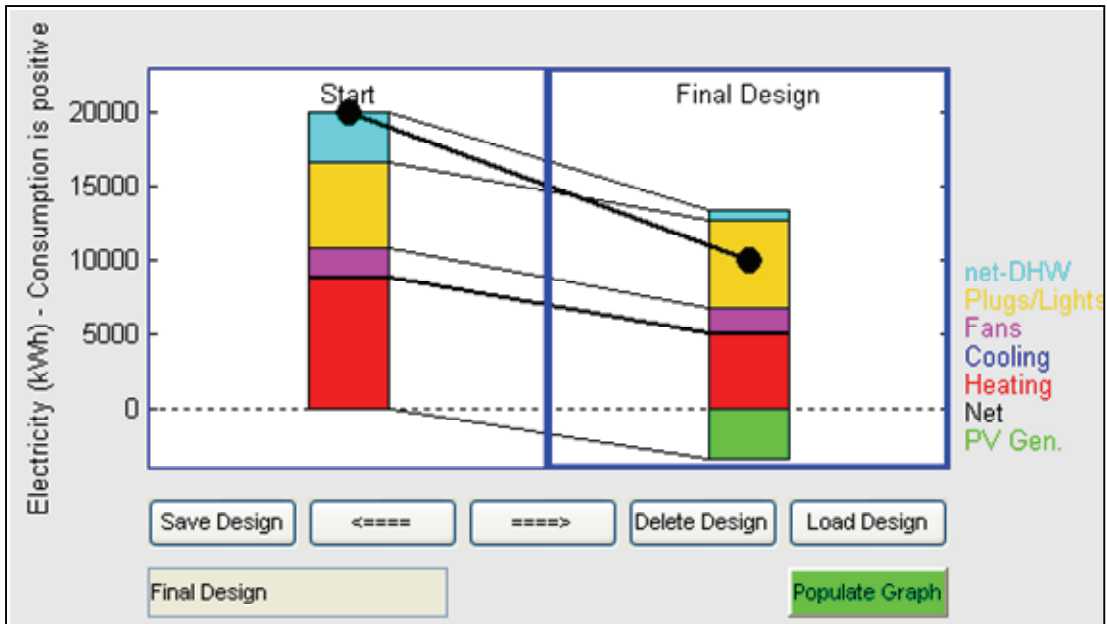 Electricity (kWh) - Consumption is positive
Start
Final Design
20000
15000
10000
5000
0
net-DHW
Plugs/Lights
Fans
Cooling
Heating
Net
PV Gen.
Save Design
<====
====>
Delete Design
Load Design
Final Design
Populate Graph